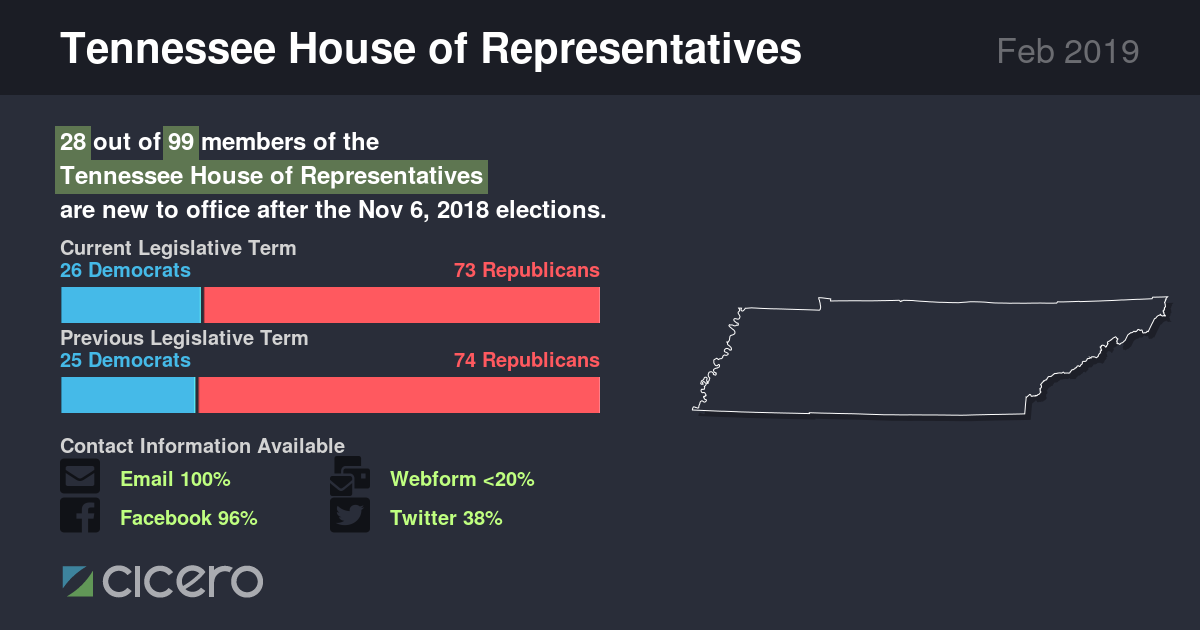 Tennessee House of Representatives
Feb 2019
28 out of 99 members of the
Tennessee House of Representatives
are new to office after the Nov 6, 2018 elections.
Current Legislative Term
26 Democrats 73 Republicans
Previous Legislative Term
25 Democrats 74 Republicans
Contact Information Available
Email 100% Webform <20%
Facebook 96% Twitter 38%
cicero